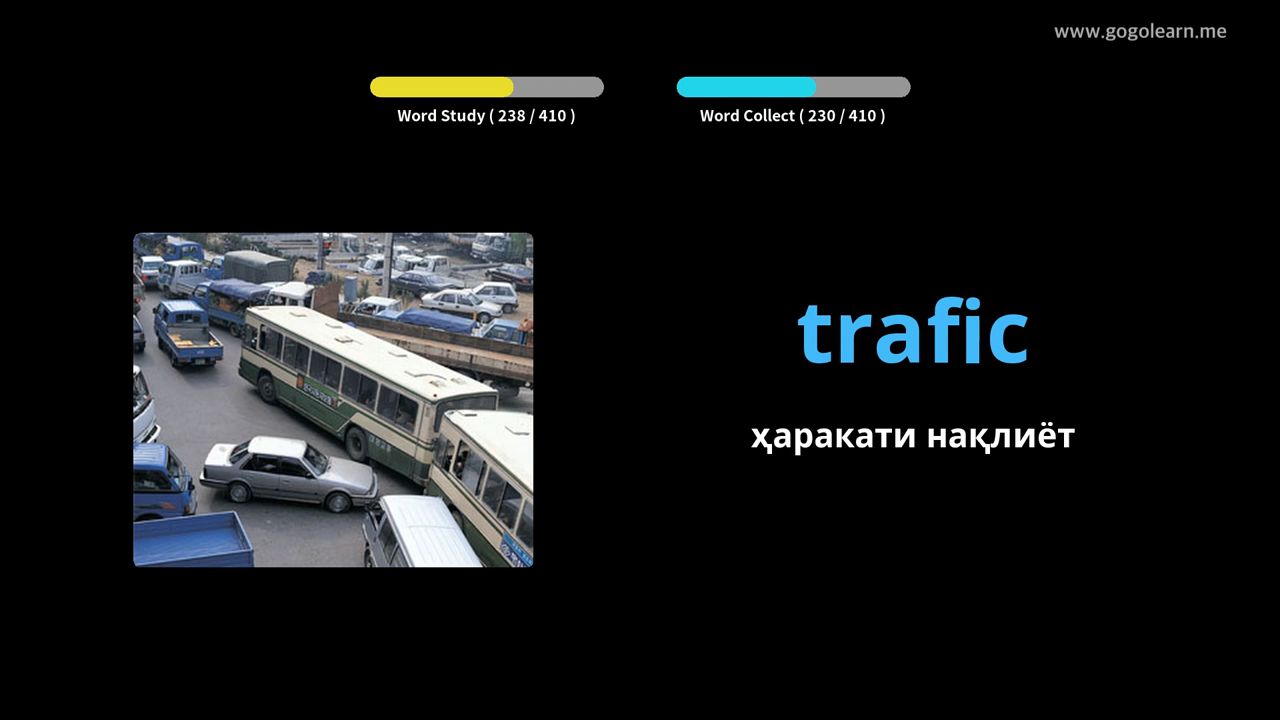 www.gogolearn.me
Word Study ( 238 / 410 )
Word Collect ( 230 / 410 )
trafic
ҳаракати нақлиёт